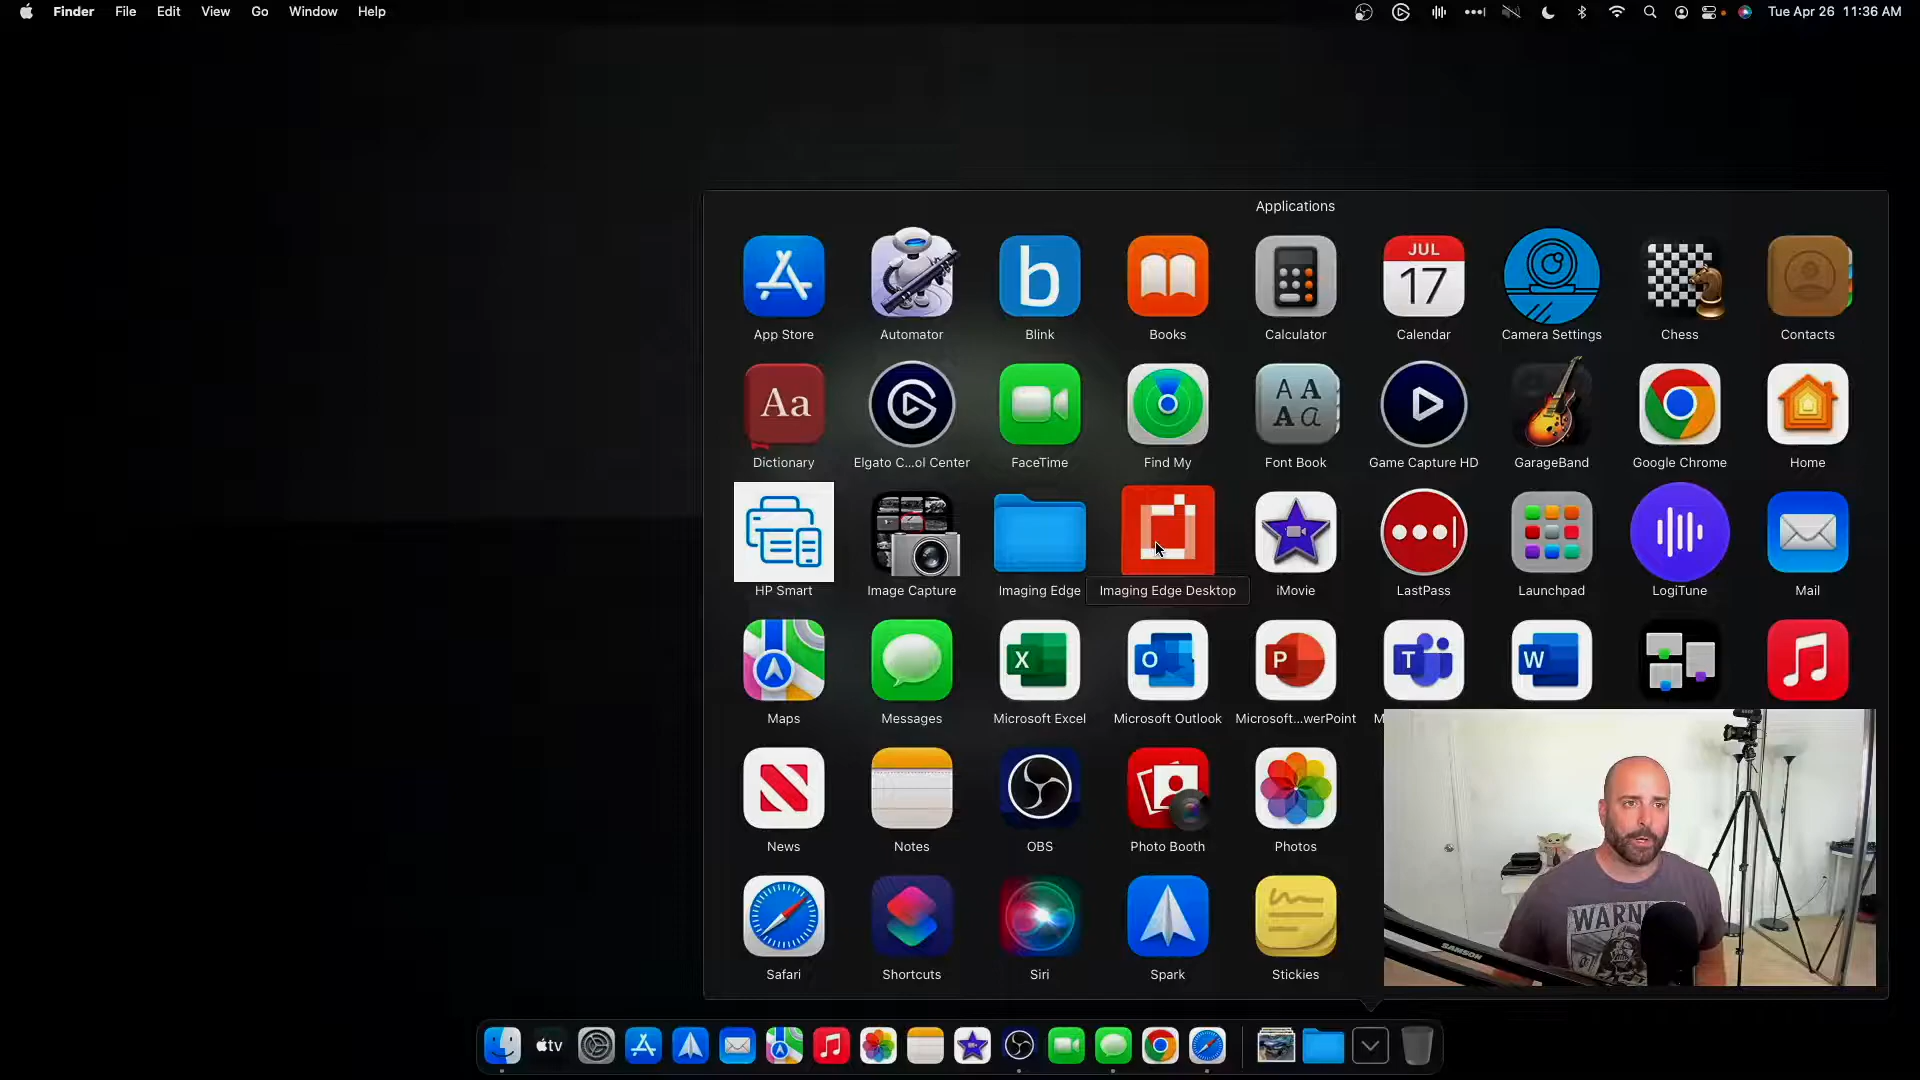 Finder File Edit View Go Window Help Tue Apr 26 11:36 AM
Applications
JUL
17
App Store Automator Blink Books Calculator Calendar Camera Settings Chess Contacts
Aa
Dictionary Elgato C...ol Center FaceTime Find My Font Book Game Capture HD GarageBand Google Chrome Home
HP Smart Image Capture Imaging Edge Imaging Edge Desktop iMovie LastPass Launchpad LogiTune Mail
Maps Messages Microsoft Excel Microsoft Outlook Microsoft...werPoint
News Notes OBS Photo Booth Photos
Safari Shortcuts Siri Spark Stickies
SAMSON
tv